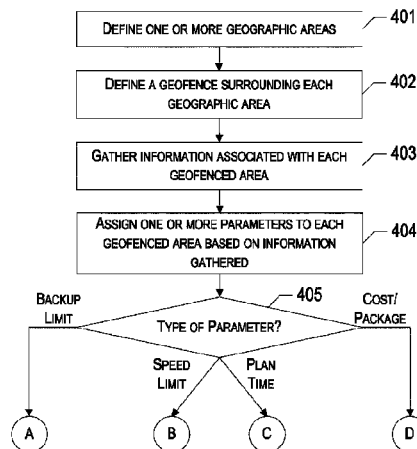 DEFINE ONE OR MORE GEOGRAPHIC AREAS
401
DEFINE A GEOFENCE SURROUNDING EACH
GEOGRAPHIC AREA
402
GATHER INFORMATION ASSOCIATED WITH EACH
GEOFENCED AREA
403
ASSIGN ONE OR MORE PARAMETERS TO EACH
GEOFENCED AREA BASED ON INFORMATION
GATHERED
404
405
BACKUP
LIMIT
TYPE OF PARAMETER?
COST/
PACKAGE
SPEED
LIMIT
PLAN
TIME
A
B
C
D